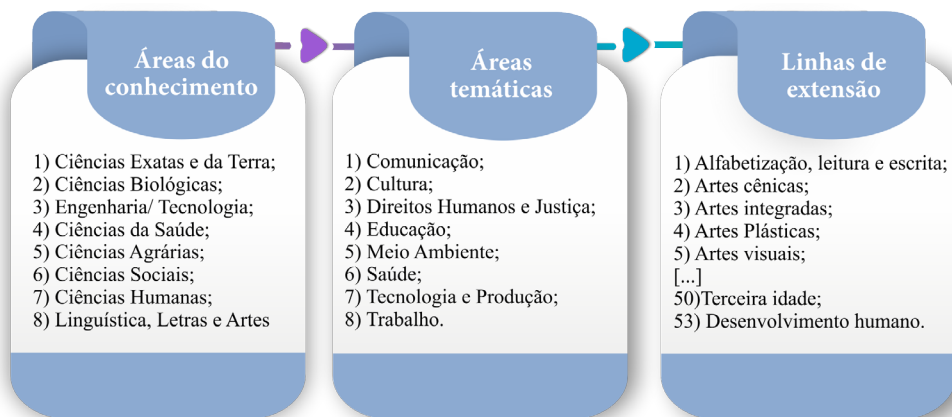 Áreas do
conhecimento
1) Ciências Exatas e da Terra;
2) Ciências Biológicas;
3) Engenharia/ Tecnologia;
4) Ciências da Saúde;
5) Ciências Agrárias;
6) Ciências Sociais;
7) Ciências Humanas;
8) Linguística, Letras e Artes
Áreas
temáticas
1) Comunicação;
2) Cultura;
3) Direitos Humanos e Justiça;
4) Educação;
5) Meio Ambiente;
6) Saúde;
7) Tecnologia e Produção;
8) Trabalho.
Linhas de
extensão
1) Alfabetização, leitura e escrita;
2) Artes cênicas;
3) Artes integradas;
4) Artes Plásticas;
5) Artes visuais;
[...]
50)Terceira idade;
53) Desenvolvimento humano.